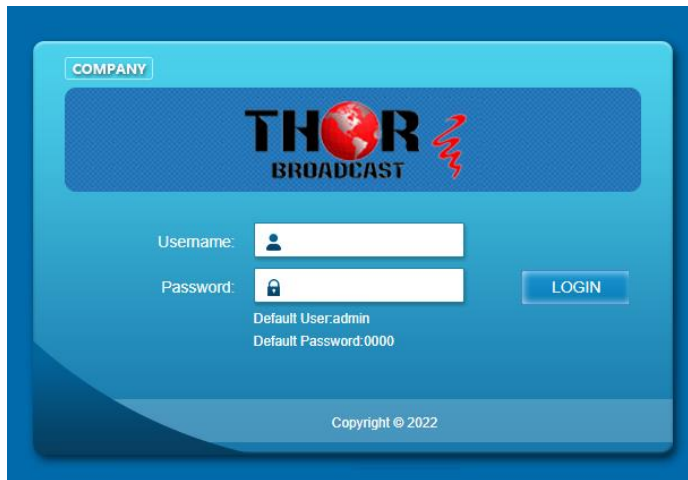 COMPANY
THOR
BROADCAST
Username:
Password:
LOGIN
Default User:admin
Default Password:0000
Copyright © 2022